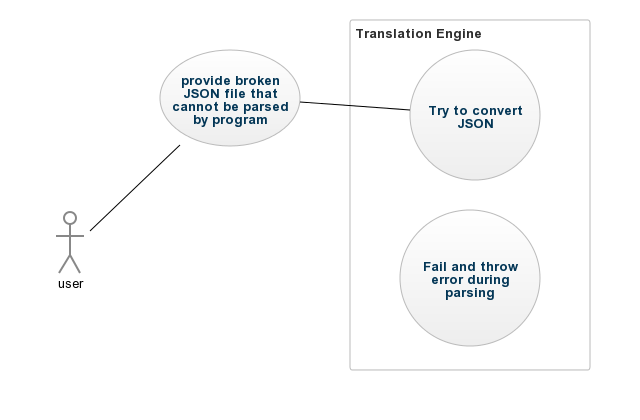 Translation Engine
provide broken
JSON file that
cannot be parsed
by program
Try to convert
JSON
Fail and throw
error during
parsing
user